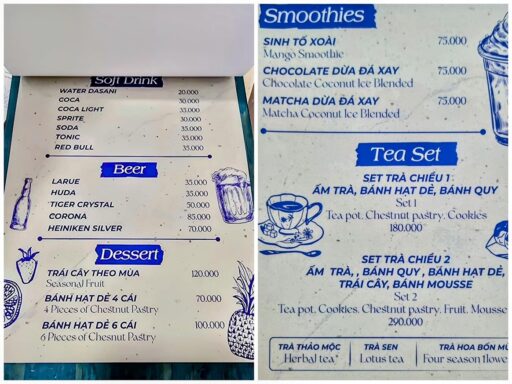 Soft Drink
WATER DASANI 20.000
COCA 30.000
COCA LIGHT 33.000
SPRITE 30.000
SODA 35.000
TONIC 35.000
RED BULL 35.000
Beer
LARUE 35.000
HUDA 35.000
TIGER CRYSTAL 50.000
CORONA 85.000
HEINIKEN SILVER 70.000
Dessert
TRÁI CÂY THEO MÙA 120.000
Seasonal Fruit
BÁNH HẠT DẺ 4 CÁI 70.000
4 Pieces of Chestnut Pastry
BÁNH HẠT DẺ 6 CÁI 100.000
6 Pieces of Chesnut Pastry
Smoothies
SINH TỐ XOÀI 75.000
Mango Smoothie
CHOCOLATE DỪA ĐÁ XAY 75.000
Chocolate Coconut Ice Blended
MATCHA DỪA ĐÁ XAY 75.000
Matcha Coconut Ice Blended
Tea Set
SET TRÀ CHIỀU 1
ẤM TRÀ, BÁNH HẠT DẺ, BÁNH QUY
Set 1
Tea pot. Chestnut pastry. Cookies
180.000
SET TRÀ CHIỀU 2
ẤM TRÀ, , BÁNH QUY , BÁNH HẠT DẺ,
TRÁI CÂY, BÁNH MOUSSE
Set 2
Tea pot. Cookies. Chestnut pastry. Fruit. Mousse
290.000
TRÀ THẢO MỘC TRÀ SEN TRÀ HOA BỐN MÙ
Herbal tea Lotus tea Four season flowe